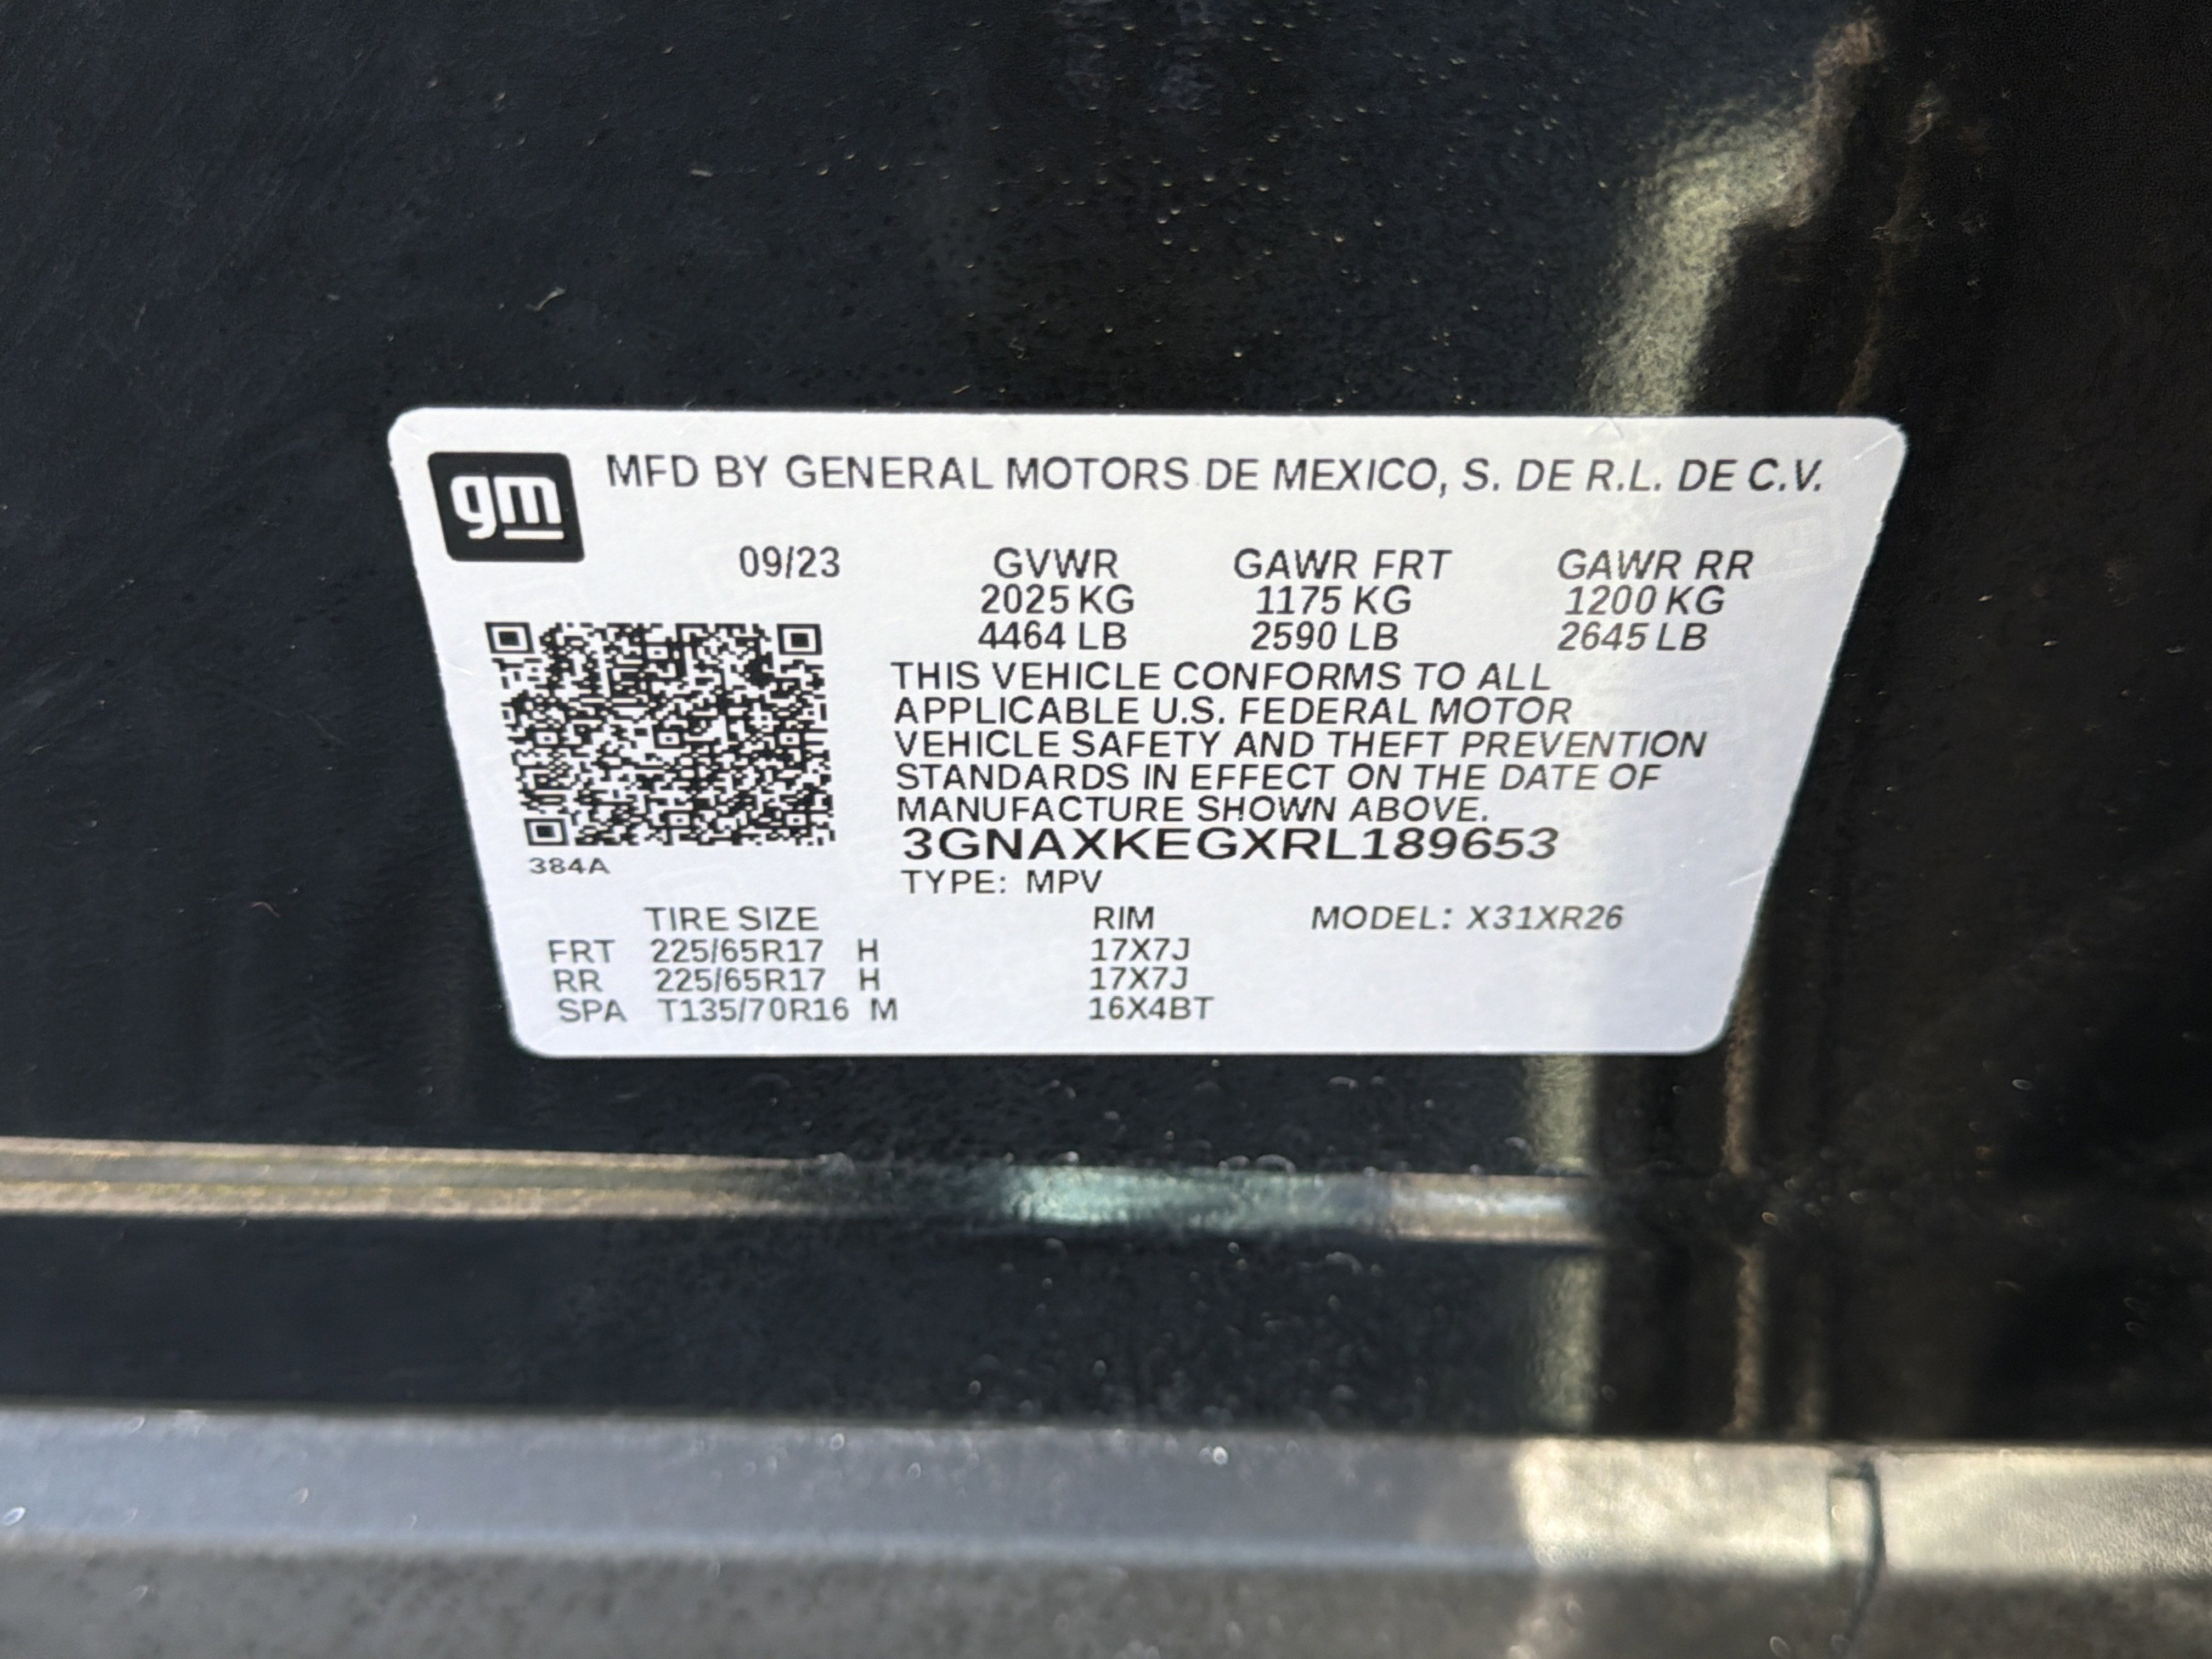 gm
MFD BY GENERAL MOTORS DE MEXICO, S. DE R.L. DE C.V.
09/23 GVWR GAWR FRT GAWR RR
2025 KG 1175 KG 1200 KG
4464 LB 2590 LB 2645 LB
THIS VEHICLE CONFORMS TO ALL
APPLICABLE U.S. FEDERAL MOTOR
VEHICLE SAFETY AND THEFT PREVENTION
STANDARDS IN EFFECT ON THE DATE OF
MANUFACTURE SHOWN ABOVE.
3GNAXKEGXRL189653
384A
TYPE: MPV
TIRE SIZE RIM MODEL: X31XR26
FRT 225/65R17 H 17X7J
RR 225/65R17 H 17X7J
SPA T135/70R16 M 16X4BT